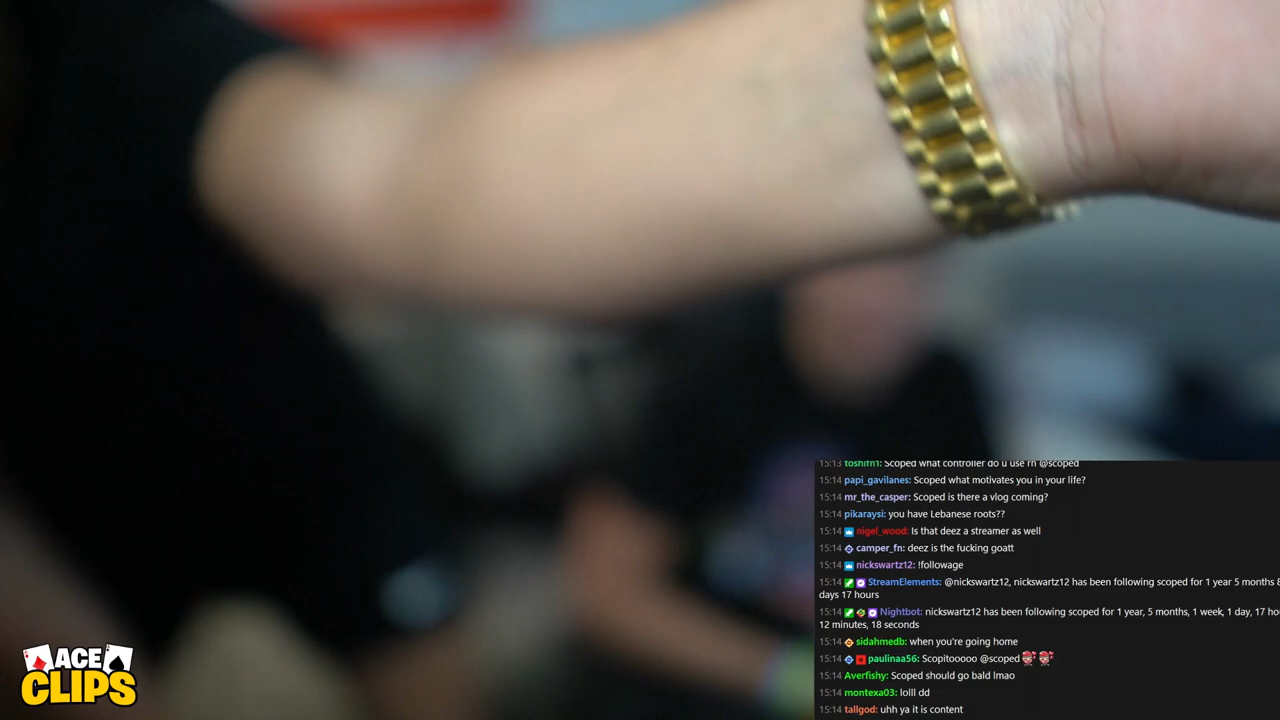 15:13 toshifn1: Scoped what controller do u use rn @scoped
15:14 papi_gavilanes: Scoped what motivates you in your life?
15:14 mr_the_casper: Scoped is there a vlog coming?
15:14 pikaraysi: you have Lebanese roots??
15:14 nigel_wood: Is that deez a streamer as well
15:14 camper_fn: deez is the fucking goatt
15:14 nickswartz12: !followage
15:14 StreamElements: @nickswartz12, nickswartz12 has been following scoped for 1 year 5 months 8
days 17 hours
15:14 Nightbot: nickswartz12 has been following scoped for 1 year, 5 months, 1 week, 1 day, 17 hou
12 minutes, 18 seconds
15:14 sidahmedb: when you're going home
15:14 paulinaa56: Scopitooooo @scoped
15:14 Averfishy: Scoped should go bald lmao
15:14 montexa03: lolll dd
15:14 tallgod: uhh ya it is content
ACE
CLIPS